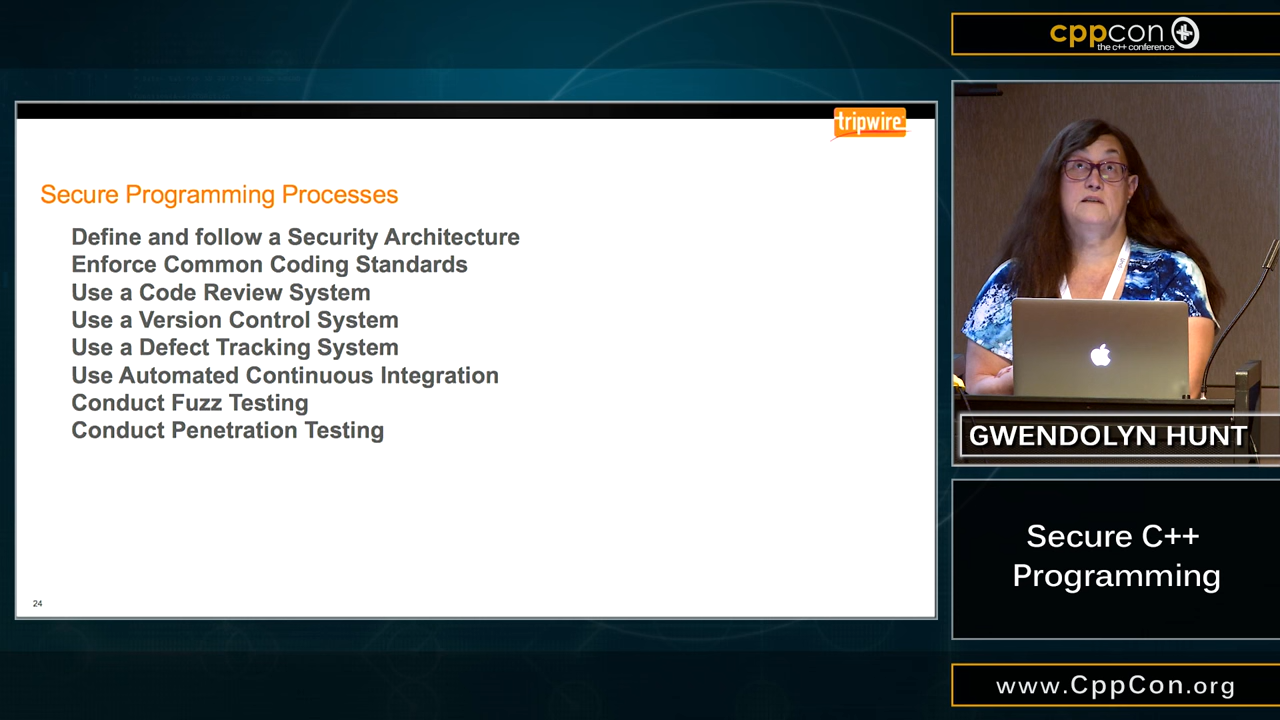 cppcon
the c++ conference
tripwire
Secure Programming Processes
Define and follow a Security Architecture
Enforce Common Coding Standards
Use a Code Review System
Use a Version Control System
Use a Defect Tracking System
Use Automated Continuous Integration
Conduct Fuzz Testing
Conduct Penetration Testing
24
GWENDOLYN HUNT
Secure C++
Programming
www.CppCon.org